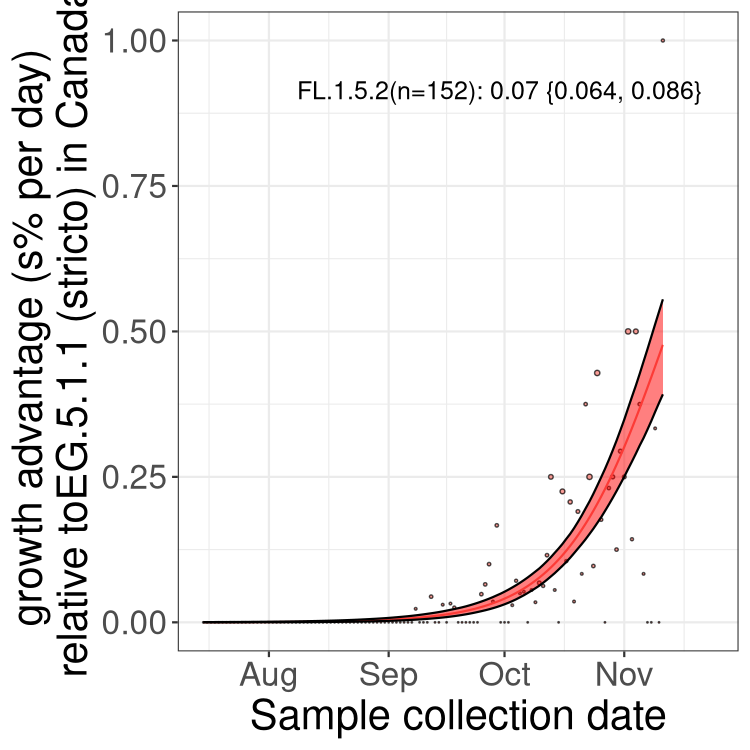 growth advantage (s% per day)
relative toEG.5.1.1 (stricto) in Canada
1.00
0.75
0.50
0.25
0.00
FL.1.5.2(n=152): 0.07 {0.064, 0.086}
Aug Sep Oct Nov
Sample collection date